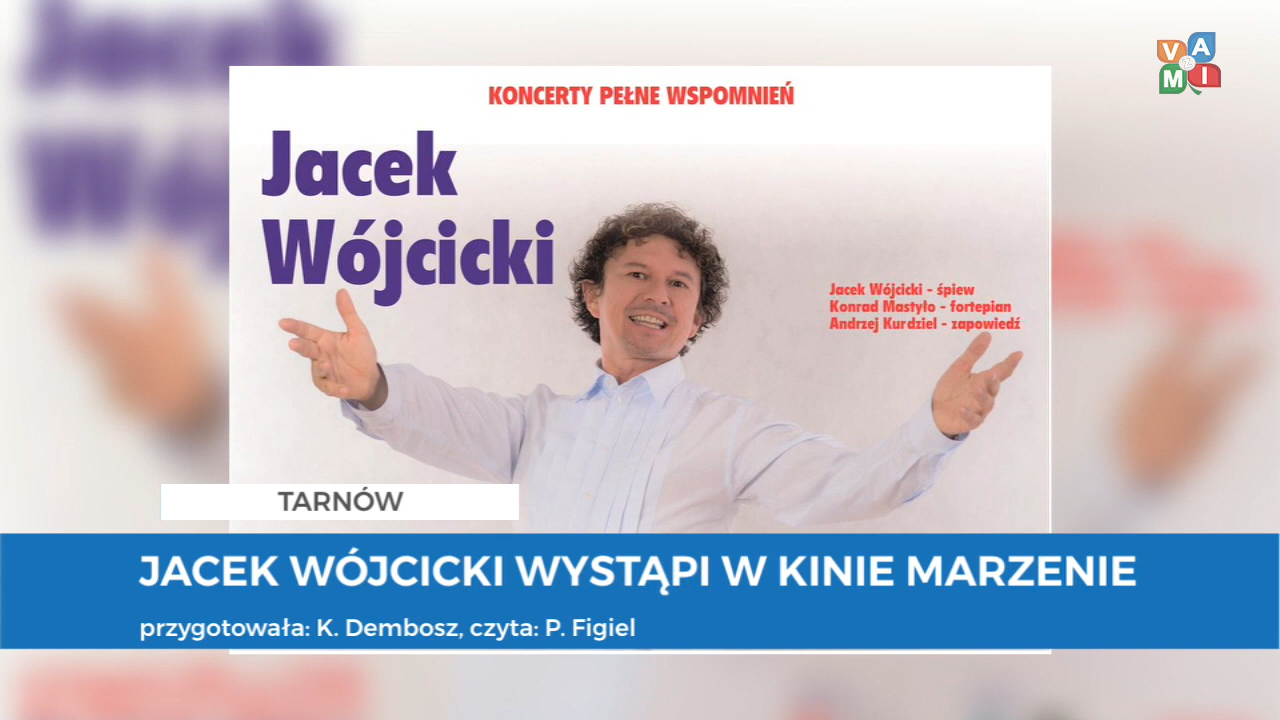 KONCERTY PEŁNE WSPOMNIEŃ
Jacek
Wójcicki
Jacek Wójcicki - śpiew
Konrad Mastyło - fortepian
Andrzej Kurdziel - zapowiedź
VAMI
TARNÓW
JACEK WÓJCICKI WYSTĄPI W KINIE MARZENIE
przygotowała: K. Dembosz, czyta: P. Figiel